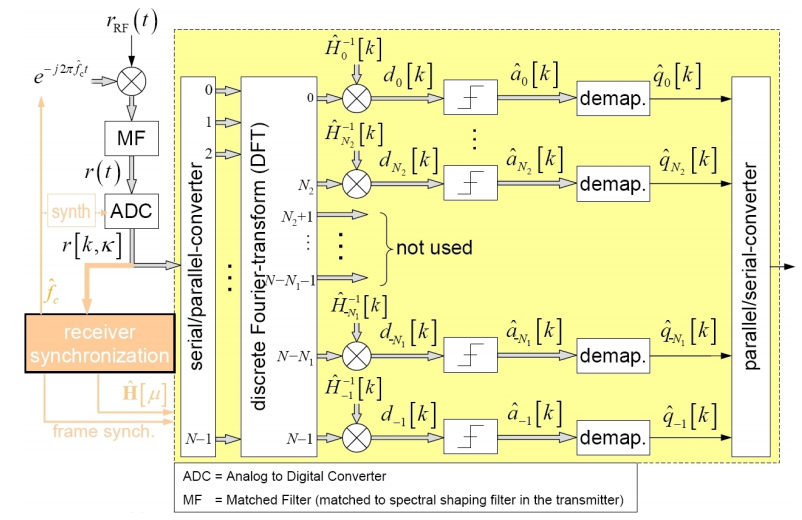 r_RF(t)
e^{-j2πf̂_c t}
MF
r(t)
synth
ADC
r[k,κ]
f̂_c
receiver
synchronization
Ĥ[μ]
frame synch.
serial/parallel-converter
0
1
2
N-1
discrete Fourier-transform (DFT)
0
N_2
N_2+1
N-N_1-1
N-N_1
N-1
not used
Ĥ_0^{-1}[k]
d_0[k]
â_0[k]
demap.
q̂_0[k]
Ĥ_{N_2}^{-1}[k]
d_{N_2}[k]
â_{N_2}[k]
demap.
q̂_{N_2}[k]
Ĥ_{-N_1}^{-1}[k]
d_{-N_1}[k]
â_{-N_1}[k]
demap.
q̂_{-N_1}[k]
Ĥ_{-1}^{-1}[k]
d_{-1}[k]
â_{-1}[k]
demap.
q̂_{-1}[k]
parallel/serial-converter
ADC = Analog to Digital Converter
MF = Matched Filter (matched to spectral shaping filter in the transmitter)